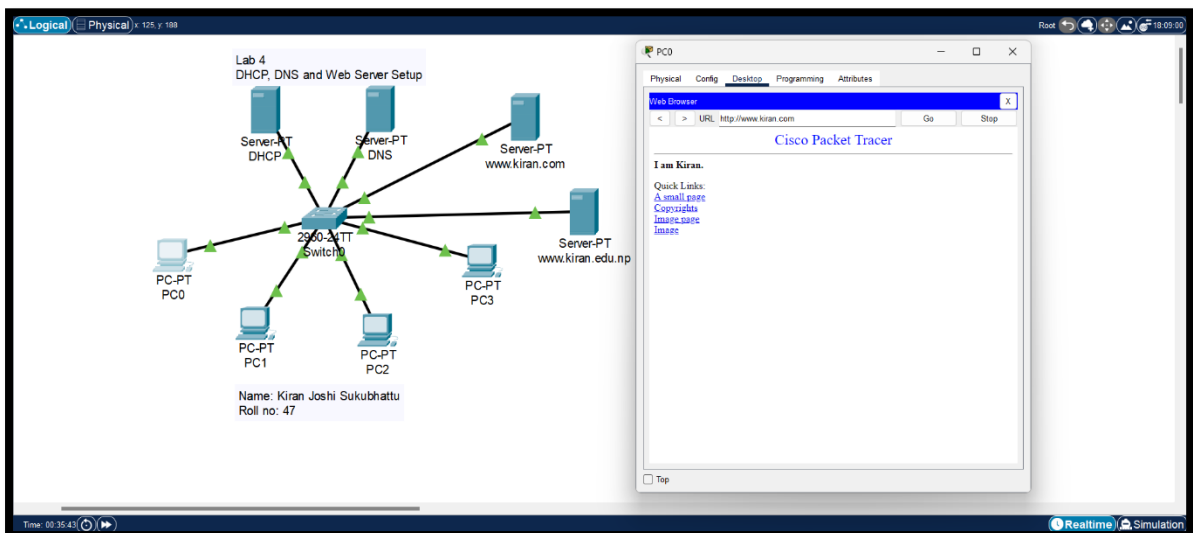 Logical Physical x: 125, y: 188 Root 18:09:00
Lab 4
DHCP, DNS and Web Server Setup
Server-PT
DHCP
Server-PT
DNS
Server-PT
www.kiran.com
Server-PT
www.kiran.edu.np
2960-24TT
Switch0
PC-PT
PC0
PC-PT
PC1
PC-PT
PC2
PC-PT
PC3
Name: Kiran Joshi Sukubhattu
Roll no: 47
PC0
Physical Config Desktop Programming Attributes
Web Browser X
< > URL http://www.kiran.com Go Stop
Cisco Packet Tracer
I am Kiran.
Quick Links:
A small page
Copyrights
Image page
Image
Top
Time: 00:35:43 Realtime Simulation